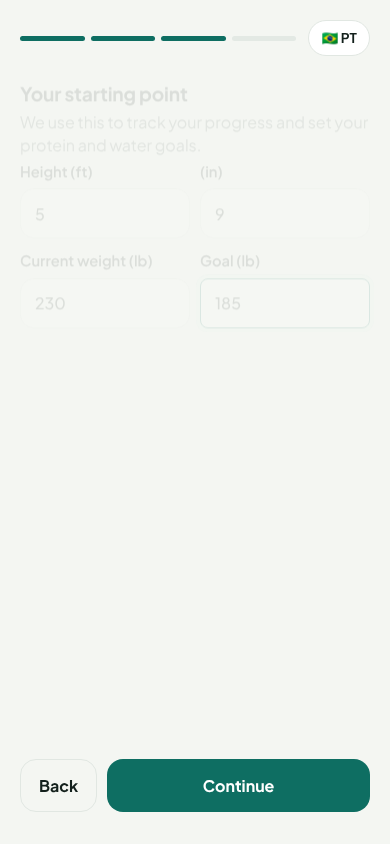 PT
Your starting point
We use this to track your progress and set your
protein and water goals.
Height (ft)
(in)
5
9
Current weight (lb)
Goal (lb)
230
185
Back
Continue